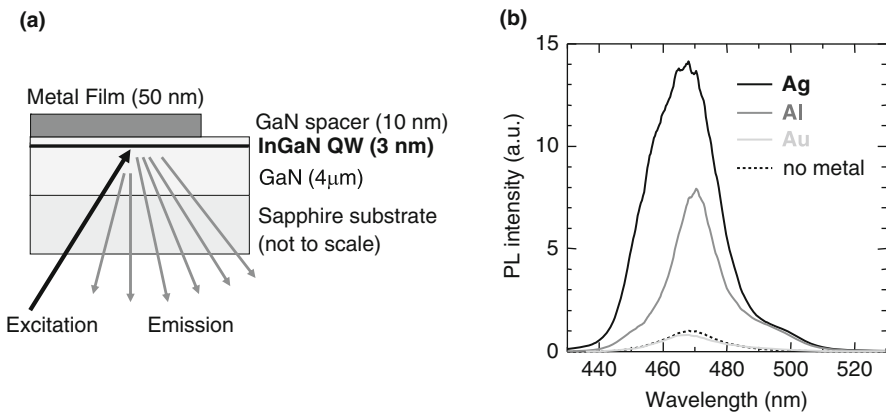 (a)
Metal Film (50 nm)
GaN spacer (10 nm)
InGaN QW (3 nm)
GaN (4μm)
Sapphire substrate
(not to scale)
Excitation
Emission
(b)
15
10
5
0
PL intensity (a.u.)
Ag
Al
Au
no metal
440 460 480 500 520
Wavelength (nm)